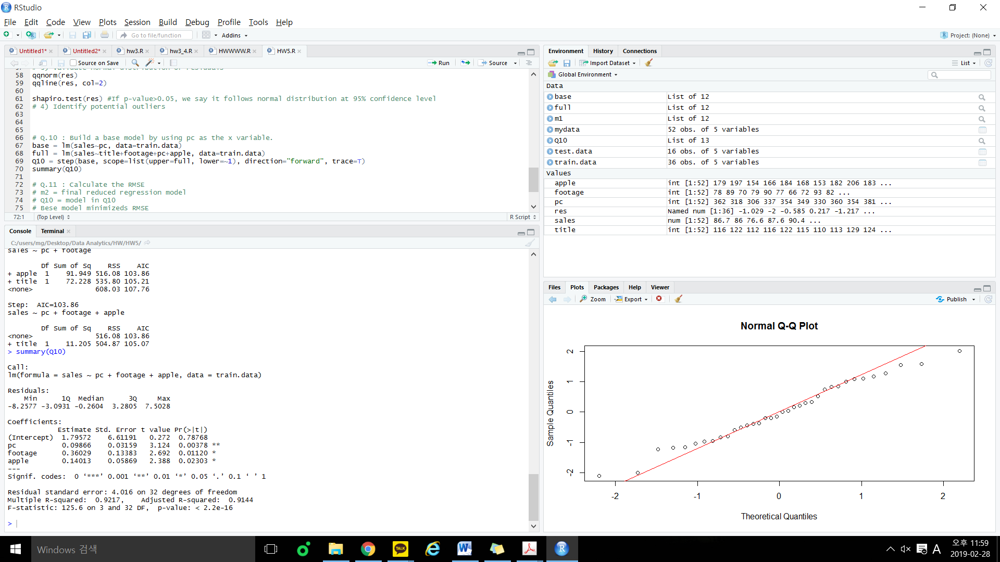 RStudio
File Edit Code View Plots Session Build Debug Profile Tools Help
Go to file/function Addins Project: (None)
Untitled1* Untitled2* hw3.R hw3_4.R HWWWW.R HW5.R
Source on Save Run Source
58 qqnorm(res)
59 qqline(res, col=2)
60
61 shapiro.test(res) #If p-value>0.05, we say it follows normal distribution at 95% confidence level
62 # 4) Identify potential outliers
63
64
65
66 # Q.10 : Build a base model by using pc as the x variable.
67 base = lm(sales~pc, data=train.data)
68 full = lm(sales~title+footage+pc+apple, data=train.data)
69 Q10 = step(base, scope=list(upper=full, lower=~1), direction="forward", trace=T)
70 summary(Q10)
71
72 # Q.11 : Calculate the RMSE
73 # m2 = final reduced regression model
74 # Q10 = model in Q10
75 # Bese model minimizeds RMSE
72:1 (Top Level) R Script
Console Terminal
C:/users/mg/Desktop/Data Analytics/HW/HW5/
sales ~ pc + footage
Df Sum of Sq RSS AIC
+ apple 1 91.949 516.08 103.86
+ title 1 72.228 535.80 105.21
<none> 608.03 107.76
Step: AIC=103.86
sales ~ pc + footage + apple
Df Sum of Sq RSS AIC
<none> 516.08 103.86
+ title 1 11.205 504.87 105.07
> summary(Q10)
Call:
lm(formula = sales ~ pc + footage + apple, data = train.data)
Residuals:
Min 1Q Median 3Q Max
-8.2577 -3.0931 -0.2604 3.2805 7.5028
Coefficients:
Estimate Std. Error t value Pr(>|t|)
(Intercept) 1.79572 6.61191 0.272 0.78768
pc 0.09866 0.03159 3.124 0.00378 **
footage 0.36029 0.13383 2.692 0.01120 *
apple 0.14013 0.05869 2.388 0.02303 *
---
Signif. codes: 0 ‘***’ 0.001 ‘**’ 0.01 ‘*’ 0.05 ‘.’ 0.1 ‘ ’ 1
Residual standard error: 4.016 on 32 degrees of freedom
Multiple R-squared: 0.9217, Adjusted R-squared: 0.9144
F-statistic: 125.6 on 3 and 32 DF, p-value: < 2.2e-16
>
Environment History Connections
Import Dataset List
Global Environment
Data
base List of 12
full List of 12
m1 List of 12
mydata 52 obs. of 5 variables
Q10 List of 13
test.data 16 obs. of 5 variables
train.data 36 obs. of 5 variables
Values
apple int [1:52] 179 197 154 166 184 168 153 182 206 183 ...
footage int [1:52] 78 89 70 79 90 77 66 72 93 82 ...
pc int [1:52] 362 318 306 337 354 349 330 360 354 381 ...
res Named num [1:36] -1.029 -2 -0.585 0.217 -1.217 ...
sales num [1:52] 86.7 86 76.6 87.6 90.4 ...
title int [1:52] 116 122 112 116 122 115 110 113 129 124 ...
Files Plots Packages Help Viewer
Zoom Export Publish
Normal Q-Q Plot
Sample Quantiles
2
1
0
-1
-2
-2 -1 0 1 2
Theoretical Quantiles
Windows 검색
TALK
A
오후 11:59
2019-02-28